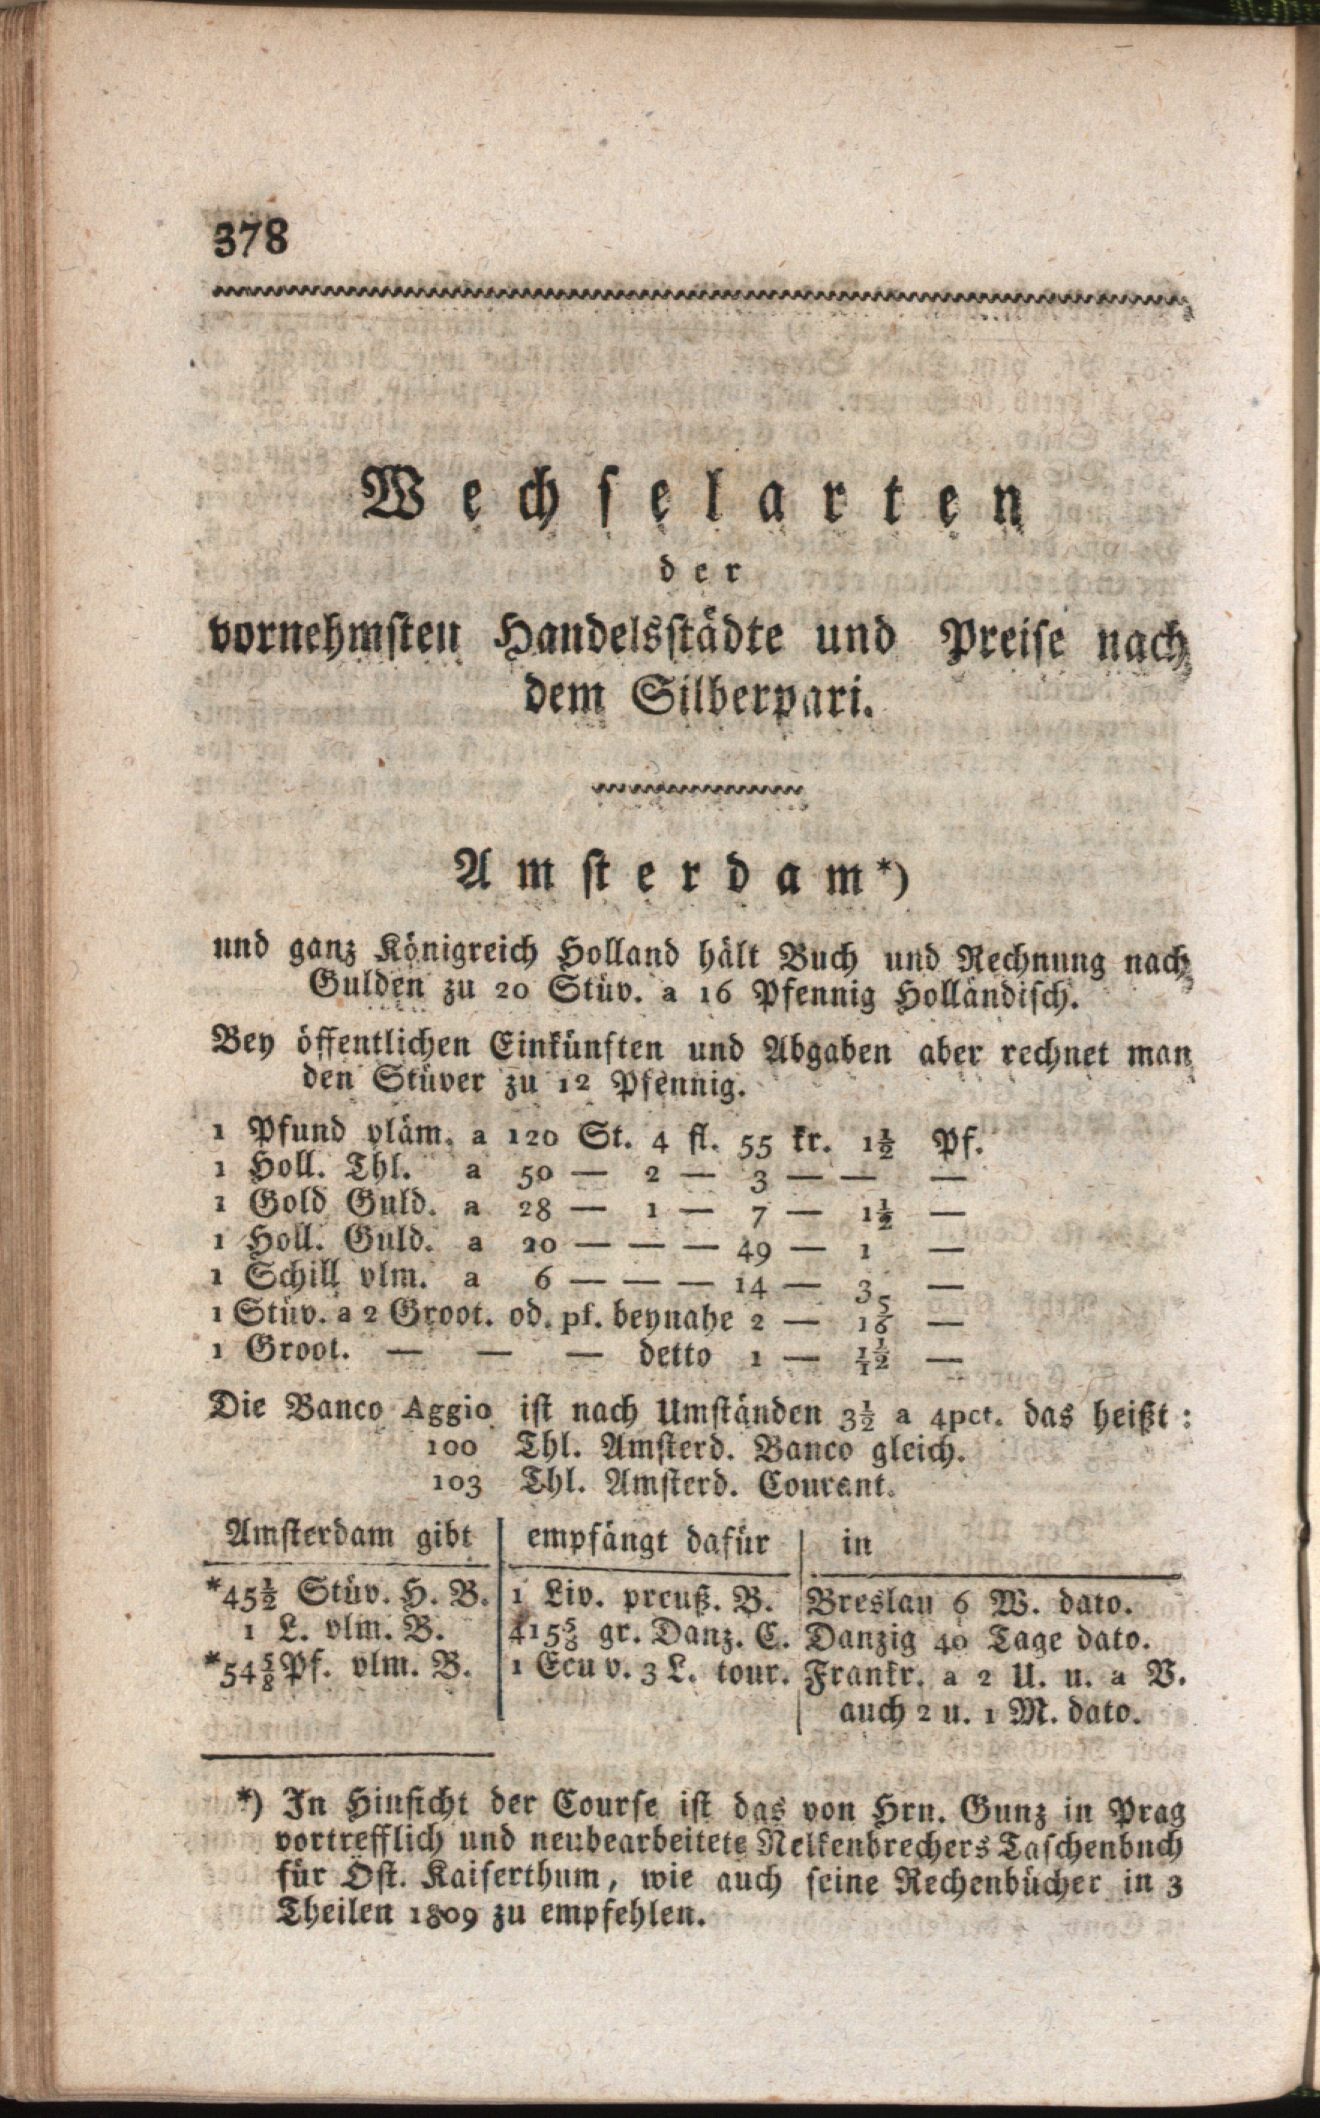 378
Wechselarten
der
vornehmsten Handelsstädte und Preise nach
dem Silberpari.
Amsterdam*)
und ganz Königreich Holland hält Buch und Rechnung nach
Gulden zu 20 Stüv. a 16 Pfennig Holländisch.
Bey öffentlichen Einkünften und Abgaben aber rechnet man
den Stüver zu 12 Pfennig.
1 Pfund vläm. a 120 St. 4 fl. 55 kr. 1½ Pf.
1 Holl. Thl. a 50 — 2 — 3 — — —
1 Gold Guld. a 28 — 1 — 7 — 1½ —
1 Holl. Guld. a 20 — — — 49 — 1 —
1 Schill vlm. a 6 — — — 14 — 3 —
1 Stüv. a 2 Groot. od. pf. beynahe 2 — 1 5/16 —
1 Groot. — — — detto 1 — —
Die Banco Aggio ist nach Umständen 3½ a 4pct. das heißt:
100 Thl. Amsterd. Banco gleich.
103 Thl. Amsterd. Courant.
Amsterdam gibt | empfängt dafür | in
*45½ Stüv. H. B. | 1 Liv. preuß. B. | Breslau 6 W. dato.
1 L. vlm. B. | 415⅝ gr. Danz. C. | Danzig 40 Tage dato.
*54⅝ Pf. vlm. B. | 1 Ecu v. 3 L. tour. | Frankr. a 2 U. u. a V.
auch 2 u. 1 M. dato.
*) In Hinsicht der Course ist das von Hrn. Gunz in Prag
vortrefflich und neubearbeitete Nelkenbrechers Taschenbuch
für Öst. Kaiserthum, wie auch seine Rechenbücher in 3
Theilen 1809 zu empfehlen.